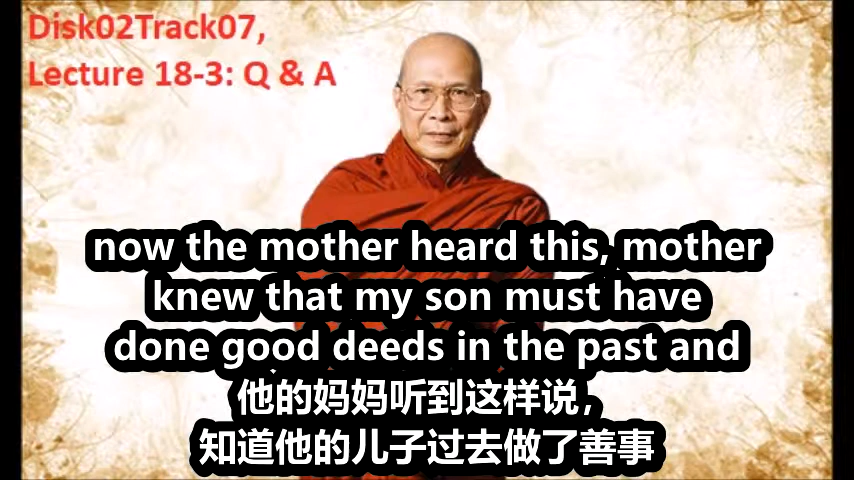 Disk02Track07,
Lecture 18-3: Q & A
now the mother heard this, mother
knew that my son must have
done good deeds in the past and
他的妈妈听到这样说，
知道他的儿子过去做了善事